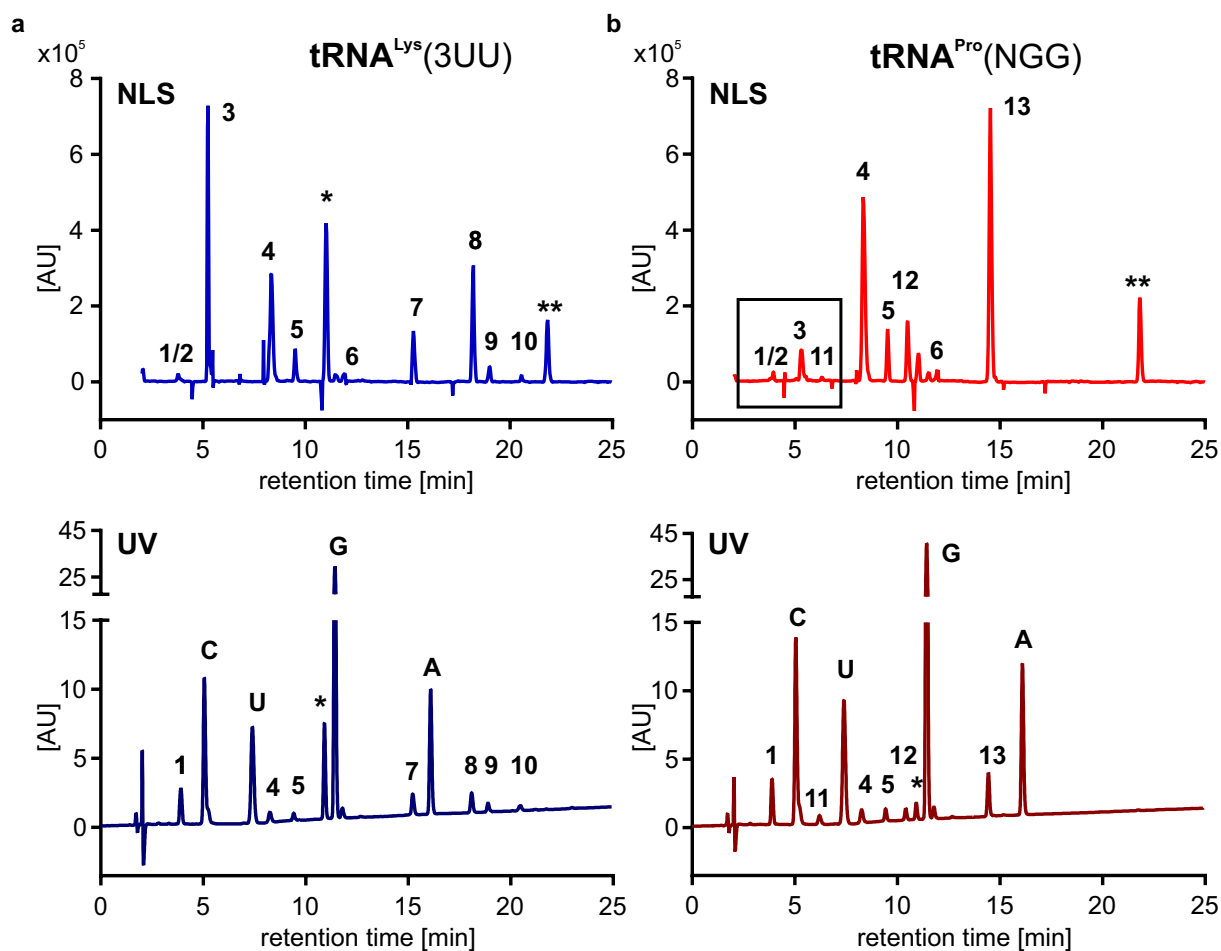 a
x10⁵
tRNA^Lys(3UU)
NLS
8
6
4
2
0
[AU]
1/2
3
4
5
*
6
7
8
9
10
**
0 5 10 15 20 25
retention time [min]
b
x10⁵
tRNA^Pro(NGG)
NLS
8
6
4
2
0
[AU]
1/2
3
11
4
5
12
6
13
**
0 5 10 15 20 25
retention time [min]
UV
45
25
15
10
5
0
[AU]
1
C
U
4
5
*
G
7
A
8
9
10
0 5 10 15 20 25
retention time [min]
UV
45
25
15
10
5
0
[AU]
1
C
11
U
4
5
12
*
G
13
A
0 5 10 15 20 25
retention time [min]